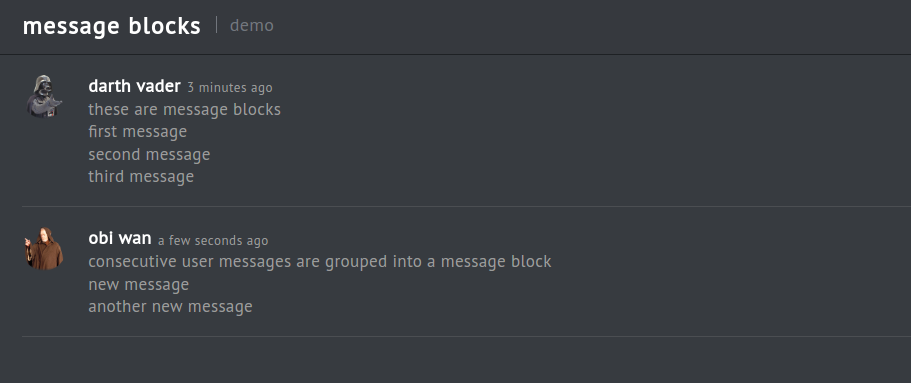 message blocks | demo
darth vader 3 minutes ago
these are message blocks
first message
second message
third message
obi wan a few seconds ago
consecutive user messages are grouped into a message block
new message
another new message